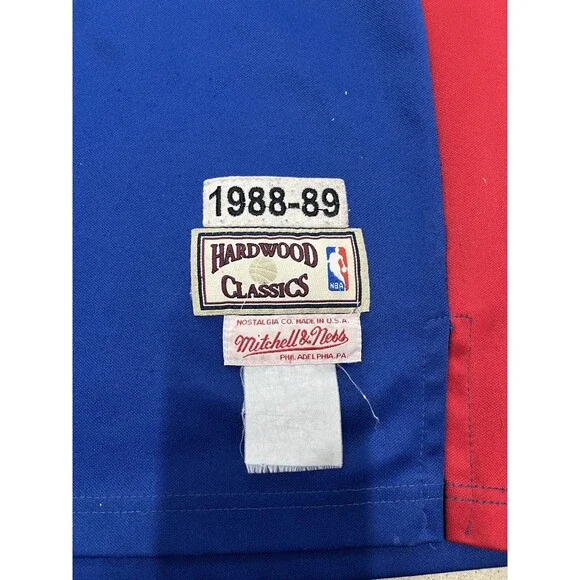 1988-89
HARDWOOD
CLASSICS
NBA
NOSTALGIA CO. MADE IN U.S.A.
Mitchell & Ness
PHILADELPHIA, PA.